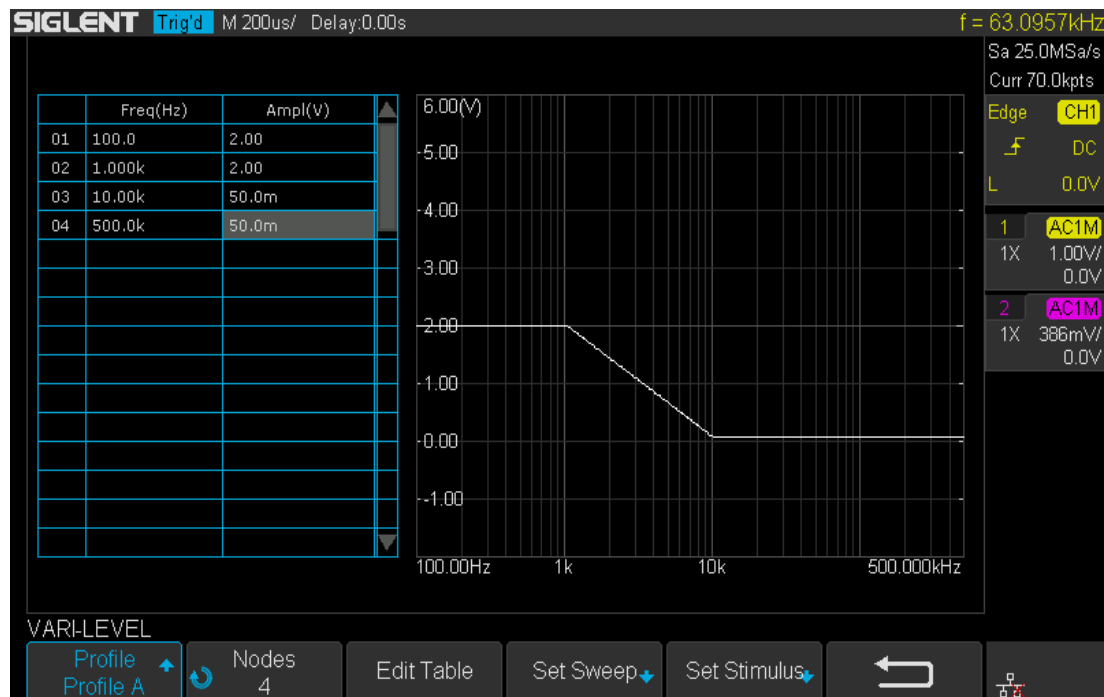 SIGLENT Trig'd M 200us/ Delay:0.00s f = 63.0957kHz
Sa 25.0MSa/s
Curr 70.0kpts
Edge CH1
DC
L 0.0V
1 AC1M
1X 1.00V/
0.0V
2 AC1M
1X 386mV/
0.0V
Freq(Hz) Ampl(V)
01 100.0 2.00
02 1.000k 2.00
03 10.00k 50.0m
04 500.0k 50.0m
6.00(V)
5.00
4.00
3.00
2.00
1.00
0.00
-1.00
100.00Hz 1k 10k 500.000kHz
VARI-LEVEL
Profile
Profile A
Nodes
4
Edit Table
Set Sweep
Set Stimulus